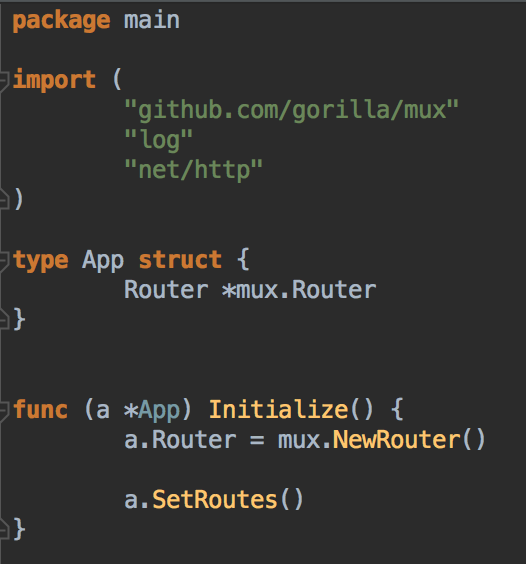 package main
import (
"github.com/gorilla/mux"
"log"
"net/http"
)
type App struct {
Router *mux.Router
}
func (a *App) Initialize() {
a.Router = mux.NewRouter()
a.SetRoutes()
}